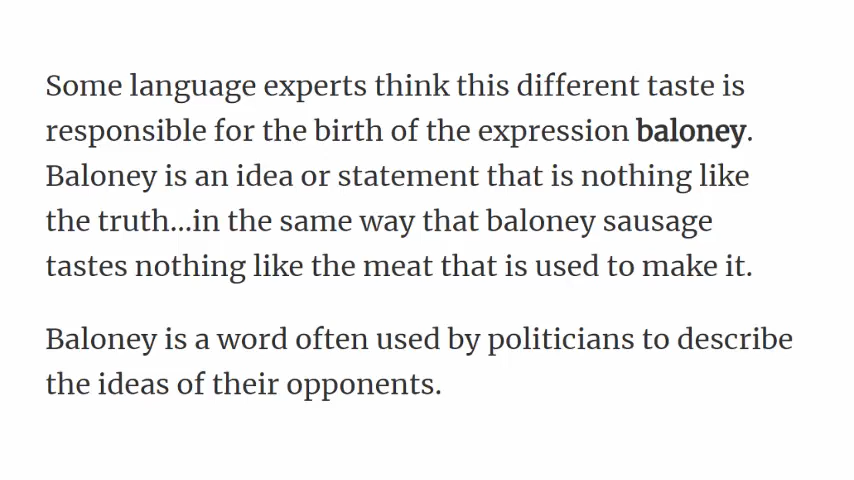 Some language experts think this different taste is
responsible for the birth of the expression baloney.
Baloney is an idea or statement that is nothing like
the truth...in the same way that baloney sausage
tastes nothing like the meat that is used to make it.
Baloney is a word often used by politicians to describe
the ideas of their opponents.